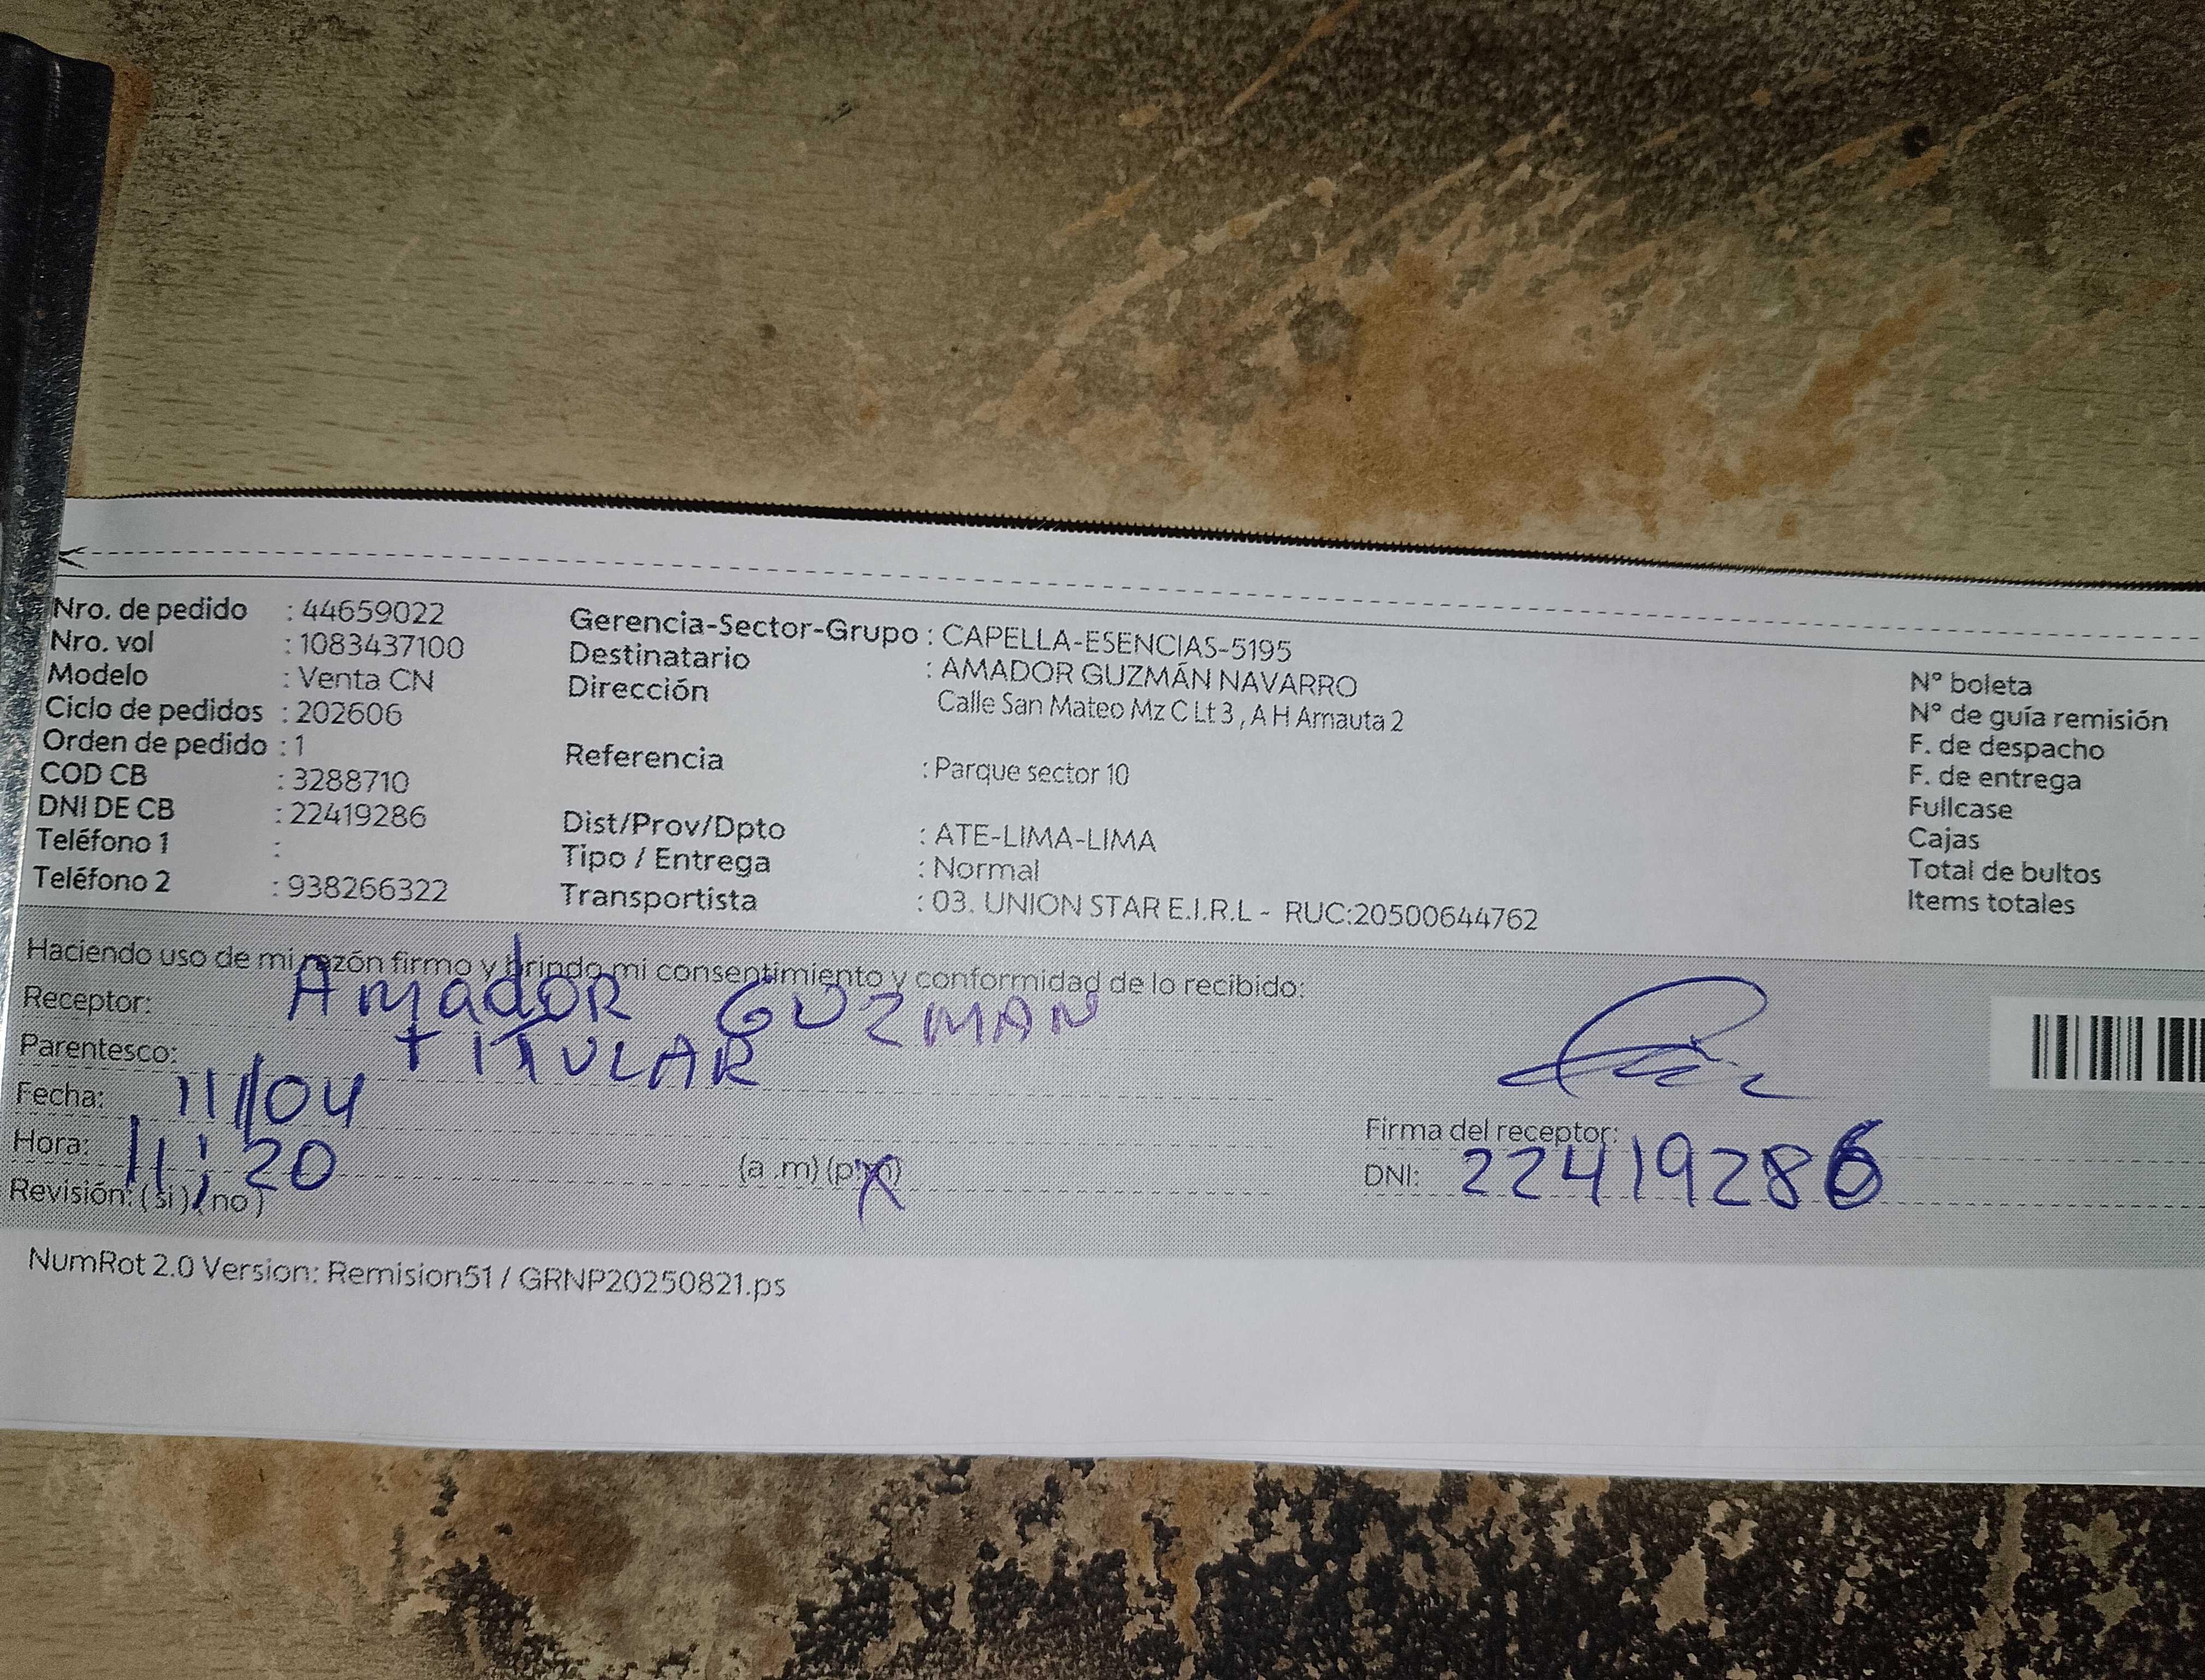 Nro. de pedido : 44659022
Nro. vol : 1083437100
Modelo : Venta CN
Ciclo de pedidos : 202606
Orden de pedido : 1
COD CB : 3288710
DNI DE CB : 22419286
Teléfono 1 :
Teléfono 2 : 938266322
Gerencia-Sector-Grupo : CAPELLA-ESENCIAS-5195
Destinatario : AMADOR GUZMÁN NAVARRO
Dirección Calle San Mateo Mz C Lt 3 , A H Amauta 2
Referencia : Parque sector 10
Dist/Prov/Dpto : ATE-LIMA-LIMA
Tipo / Entrega : Normal
Transportista : 03. UNION STAR E.I.R.L - RUC:20500644762
N° boleta
N° de guía remisión
F. de despacho
F. de entrega
Fullcase
Cajas
Total de bultos
Items totales
Haciendo uso de mi razón firmo y brindo mi consentimiento y conformidad de lo recibido:
Receptor: Amador GUZMAN
Parentesco: TITULAR
Fecha: 11/04
Hora: 11:20 (a .m) (p.m)
Revisión: (si) / no )
Firma del receptor:
DNI: 22419286
NumRot 2.0 Version: Remision51 / GRNP20250821.ps